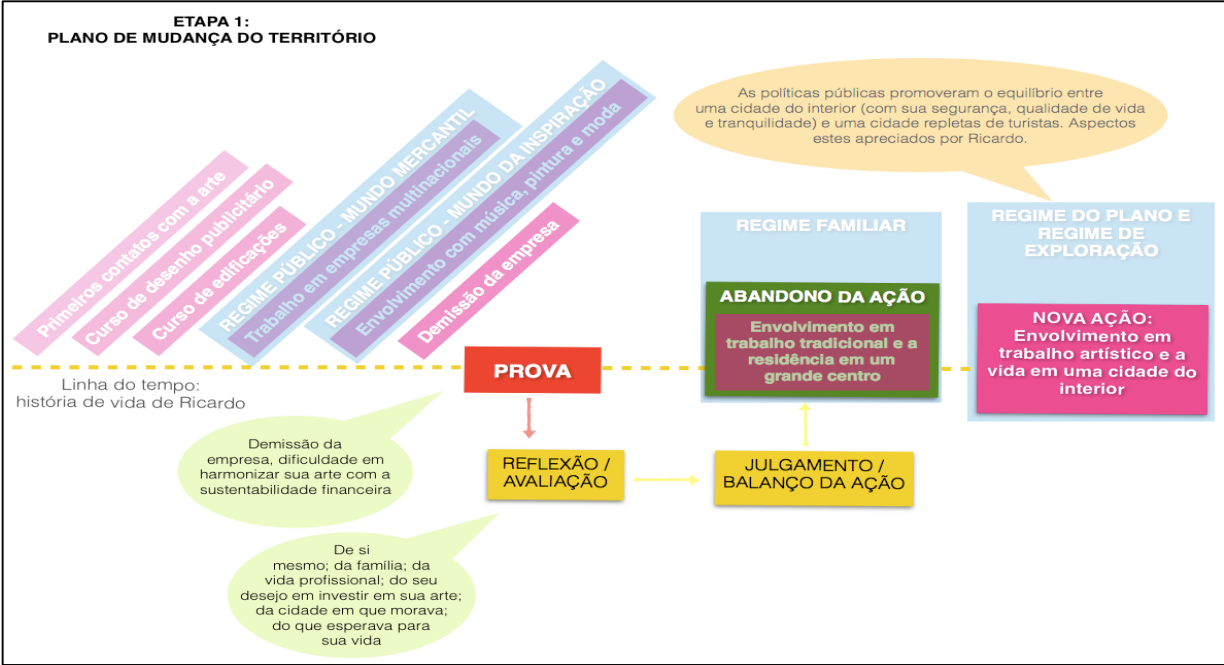 ETAPA 1:
PLANO DE MUDANÇA DO TERRITÓRIO
Primeiros contatos com a arte
Curso de desenho publicitário
Curso de edificações
REGIME PÚBLICO - MUNDO MERCANTIL
Trabalho em empresas multinacionais
REGIME PÚBLICO - MUNDO DA INSPIRAÇÃO
Envolvimento com música, pintura e moda
Demissão da empresa
As políticas públicas promoveram o equilíbrio entre
uma cidade do interior (com sua segurança, qualidade de vida
e tranquilidade) e uma cidade repletas de turistas. Aspectos
estes apreciados por Ricardo.
REGIME FAMILIAR
ABANDONO DA AÇÃO
Envolvimento em
trabalho tradicional e a
residência em um
grande centro
REGIME DO PLANO E
REGIME DE
EXPLORAÇÃO
NOVA AÇÃO:
Envolvimento em
trabalho artístico e a
vida em uma cidade do
interior
PROVA
Linha do tempo:
história de vida de Ricardo
Demissão da
empresa, dificuldade em
harmonizar sua arte com a
sustentabilidade financeira
REFLEXÃO /
AVALIAÇÃO
JULGAMENTO /
BALANÇO DA AÇÃO
De si
mesmo; da família; da
vida profissional; do seu
desejo em investir em sua arte;
da cidade em que morava;
do que esperava para
sua vida